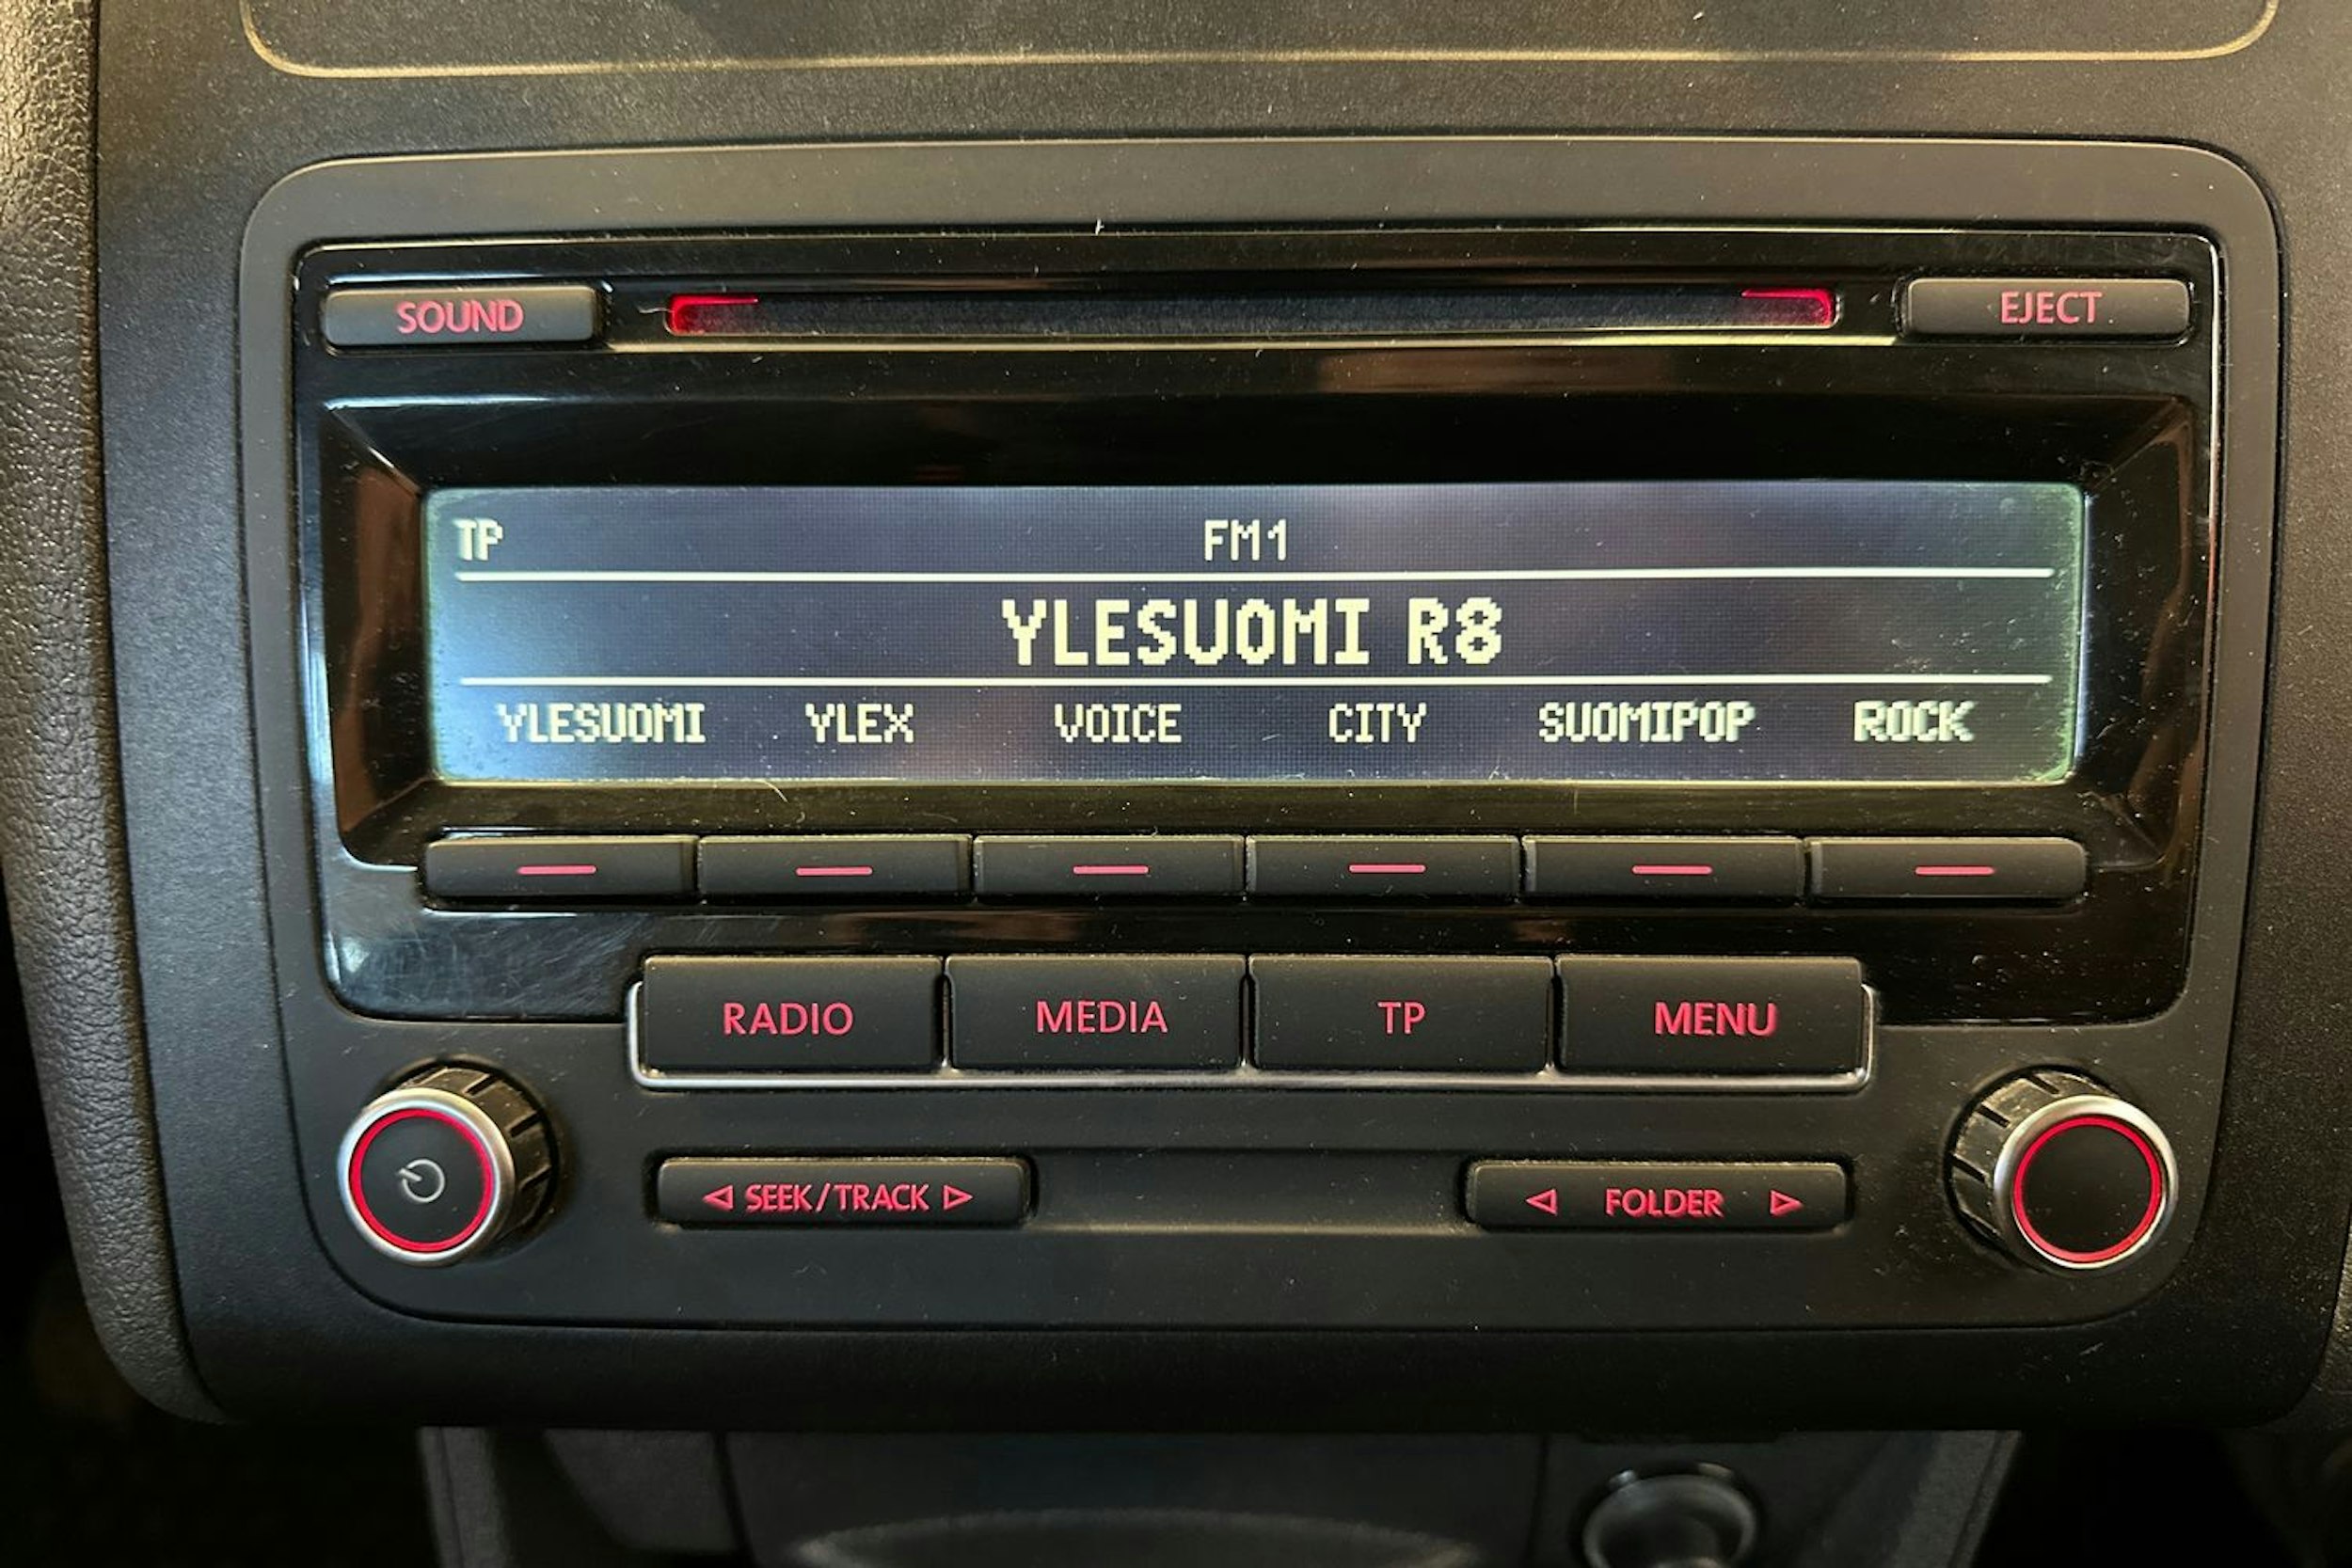 SOUND EJECT
TP FM1
YLESUOMI R8
YLESUOMI YLEX VOICE CITY SUOMIPOP ROCK
RADIO MEDIA TP MENU
SEEK/TRACK FOLDER